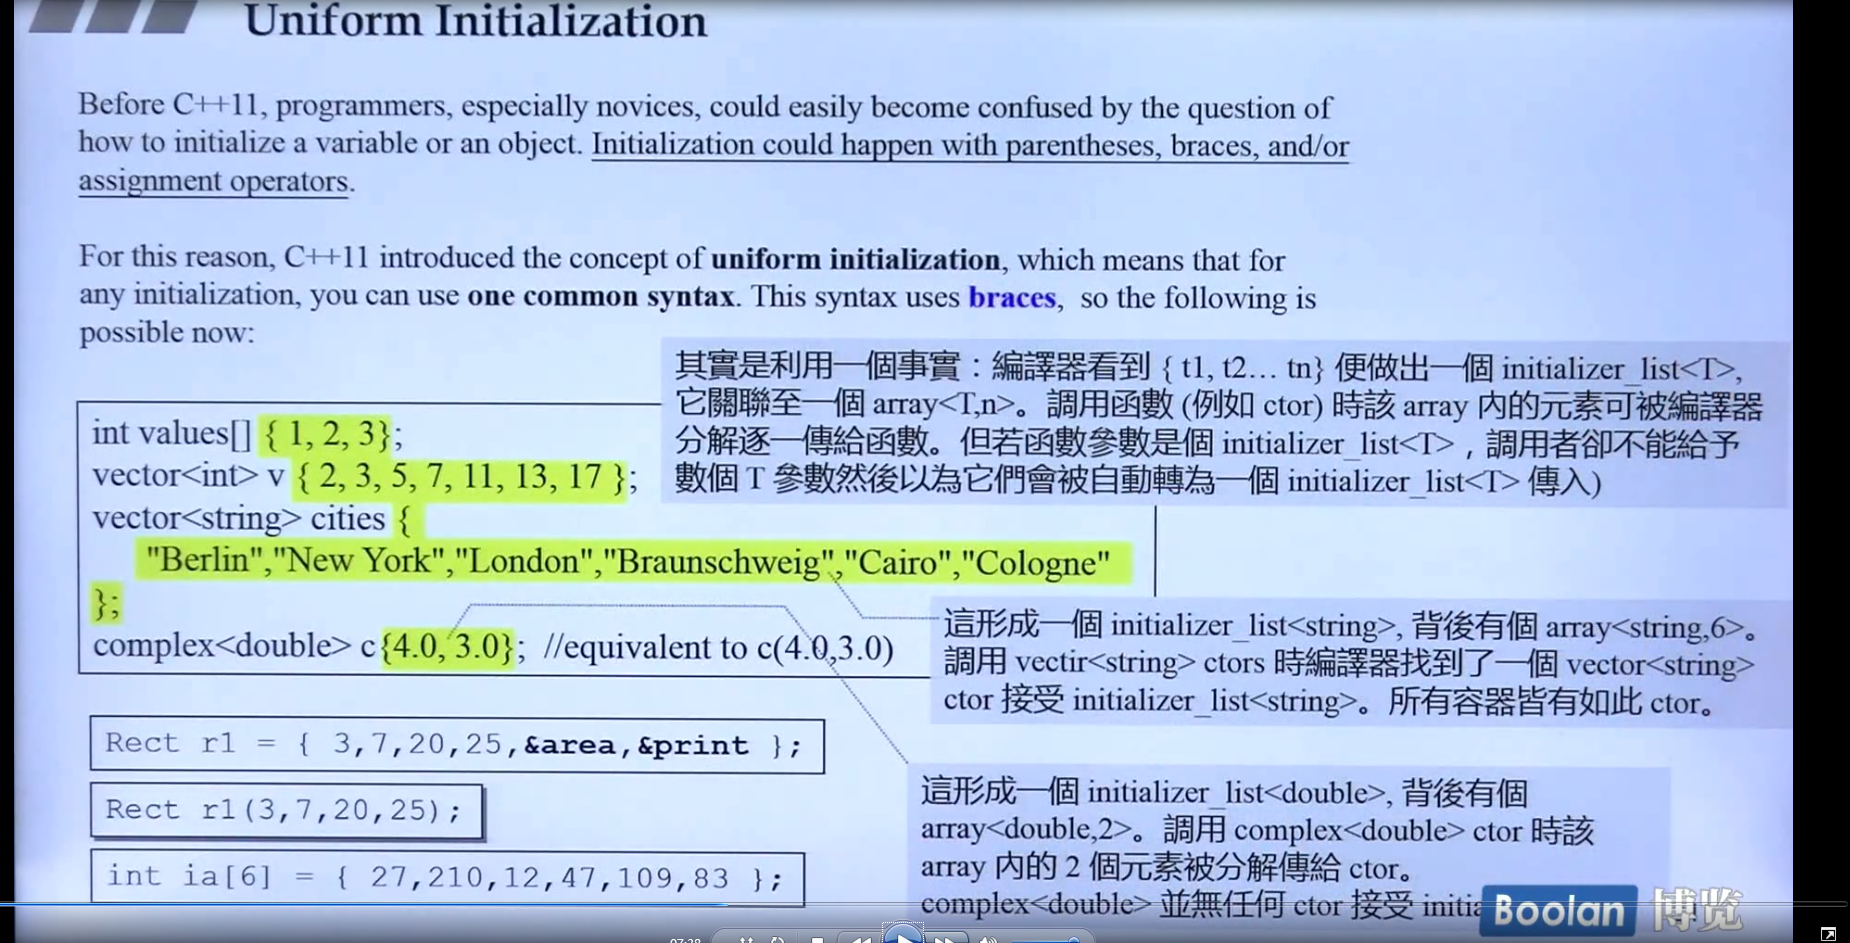 Uniform Initialization
Before C++11, programmers, especially novices, could easily become confused by the question of
how to initialize a variable or an object. Initialization could happen with parentheses, braces, and/or
assignment operators.
For this reason, C++11 introduced the concept of uniform initialization, which means that for
any initialization, you can use one common syntax. This syntax uses braces, so the following is
possible now:
其實是利用一個事實：編譯器看到 { t1, t2… tn} 便做出一個 initializer_list<T>,
它關聯至一個 array<T,n>。調用函數 (例如 ctor) 時該 array 內的元素可被編譯器
分解逐一傳給函數。但若函數參數是個 initializer_list<T>，調用者卻不能給予
數個 T 參數然後以為它們會被自動轉為一個 initializer_list<T> 傳入)
int values[] { 1, 2, 3};
vector<int> v { 2, 3, 5, 7, 11, 13, 17 };
vector<string> cities {
"Berlin","New York","London","Braunschweig","Cairo","Cologne"
};
complex<double> c{4.0, 3.0}; //equivalent to c(4.0,3.0)
這形成一個 initializer_list<string>, 背後有個 array<string,6>。
調用 vectir<string> ctors 時編譯器找到了一個 vector<string>
ctor 接受 initializer_list<string>。所有容器皆有如此 ctor。
Rect r1 = { 3,7,20,25,&area,&print };
Rect r1(3,7,20,25);
int ia[6] = { 27,210,12,47,109,83 };
這形成一個 initializer_list<double>, 背後有個
array<double,2>。調用 complex<double> ctor 時該
array 內的 2 個元素被分解傳給 ctor。
complex<double> 並無任何 ctor 接受 initia
Boolan 博览
07:28